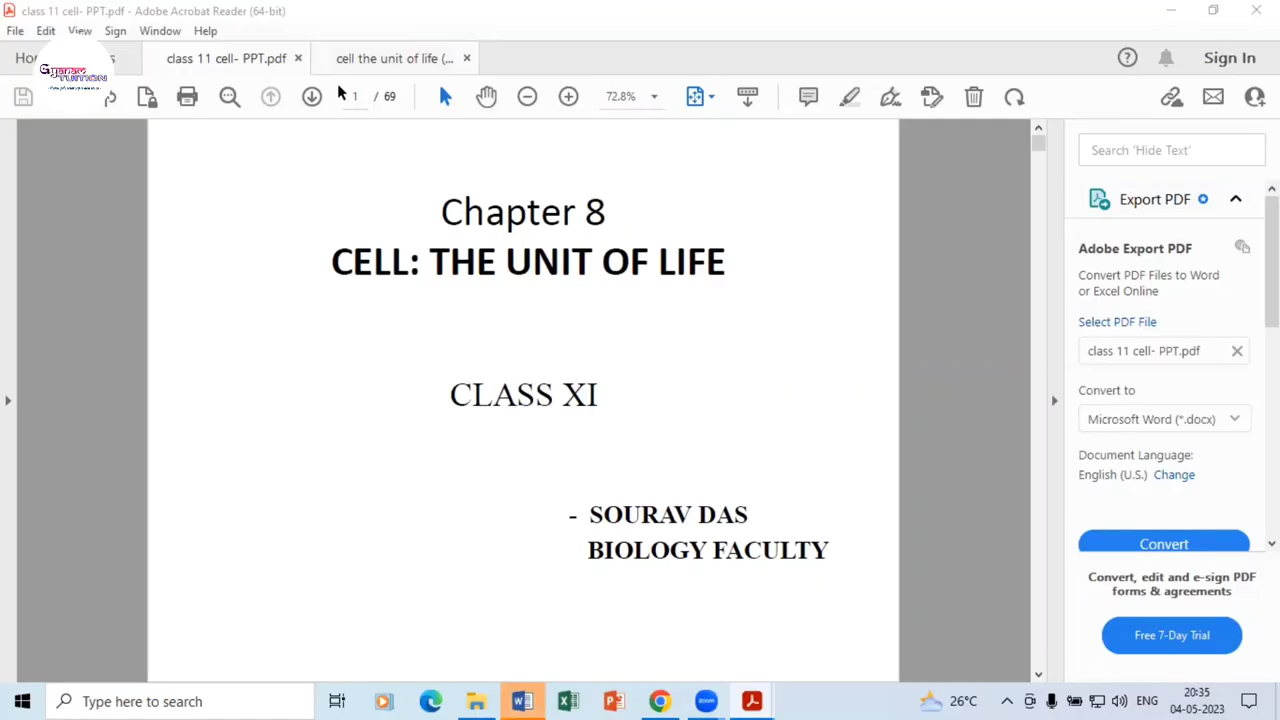 class 11 cell- PPT.pdf - Adobe Acrobat Reader (64-bit)
File Edit View Sign Window Help
class 11 cell- PPT.pdf × cell the unit of life (... ×
Sign In
Gyanam
TUITION
1 / 69
72.8%
Chapter 8
CELL: THE UNIT OF LIFE
CLASS XI
- SOURAV DAS
BIOLOGY FACULTY
Search 'Hide Text'
Export PDF
Adobe Export PDF
Convert PDF Files to Word
or Excel Online
Select PDF File
class 11 cell- PPT.pdf
Convert to
Microsoft Word (*.docx)
Document Language:
English (U.S.) Change
Convert
Convert, edit and e-sign PDF
forms & agreements
Free 7-Day Trial
Type here to search
zoom
26°C
ENG
20:35
04-05-2023